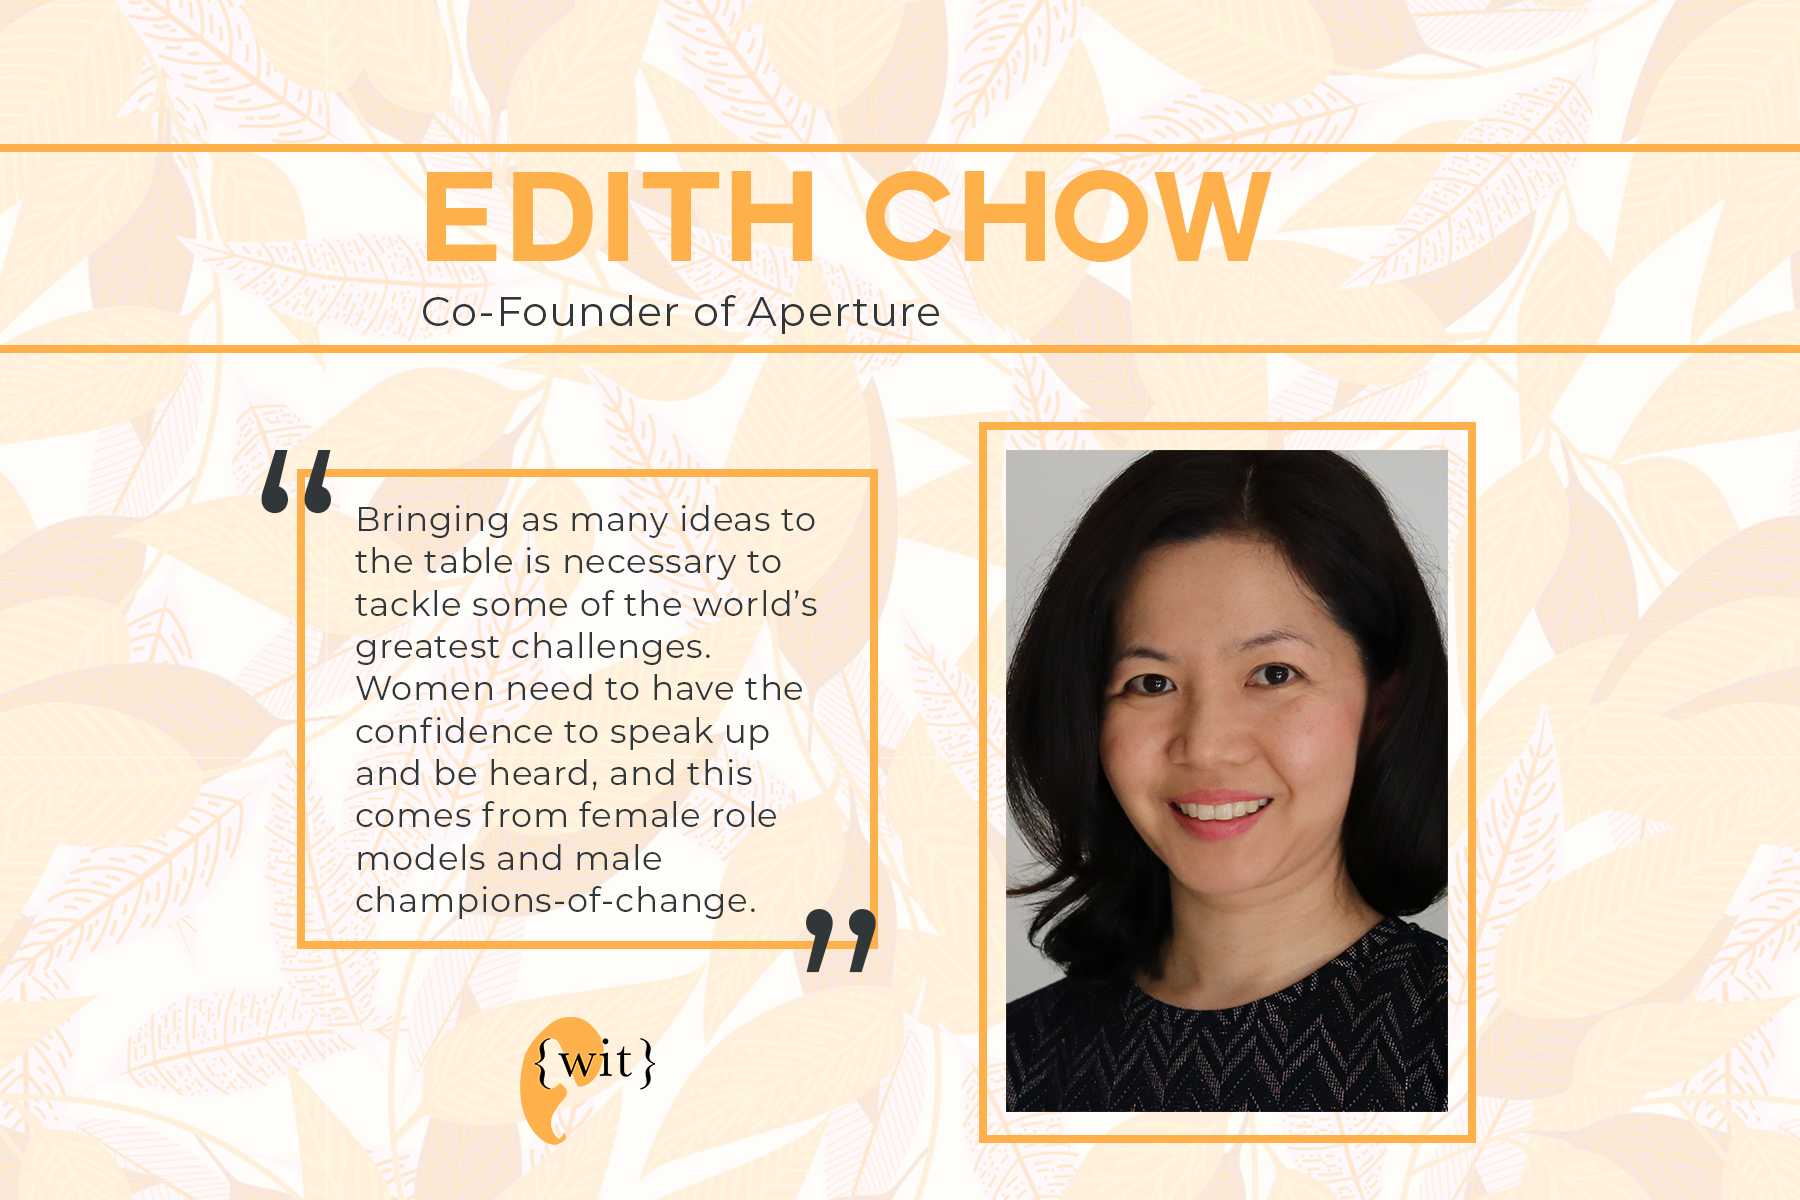 EDITH CHOW
Co-Founder of Aperture
“
Bringing as many ideas to
the table is necessary to
tackle some of the world’s
greatest challenges.
Women need to have the
confidence to speak up
and be heard, and this
comes from female role
models and male
champions-of-change.
”
{wit}